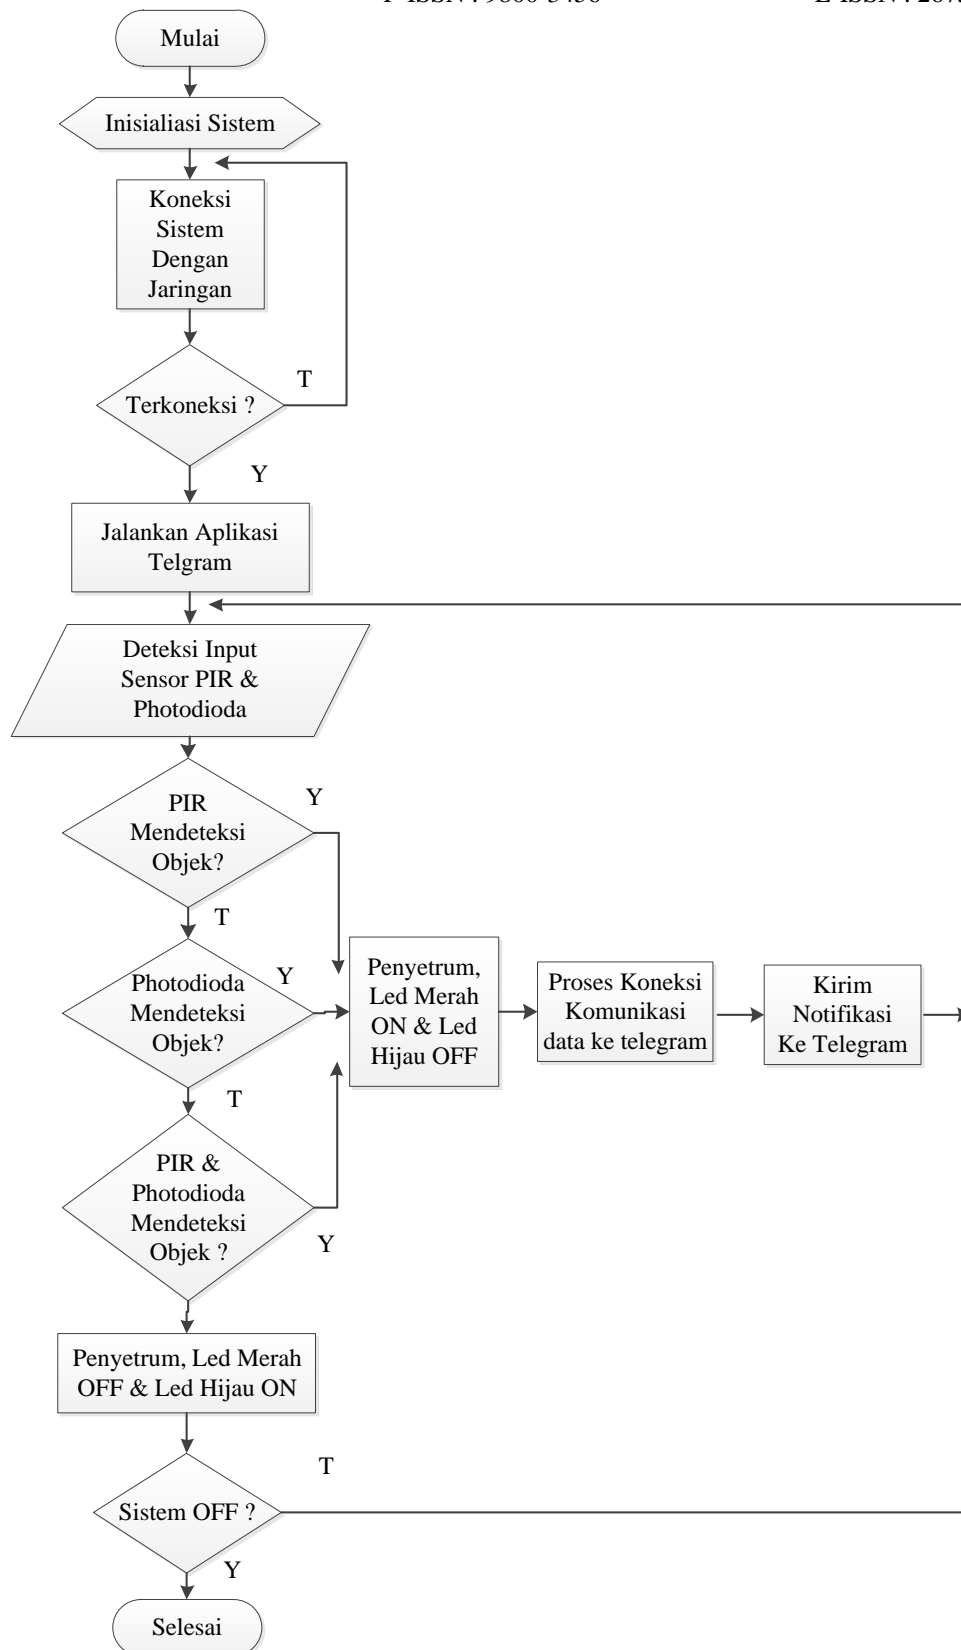 Mulai
Inisialiasi Sistem
Koneksi
Sistem
Dengan
Jaringan
Terkoneksi ?
T
Y
Jalankan Aplikasi
Telgram
Deteksi Input
Sensor PIR &
Photodioda
PIR
Mendeteksi
Objek?
Y
T
Photodioda
Mendeteksi
Objek?
Y
T
Penyetrum,
Led Merah
ON & Led
Hijau OFF
Proses Koneksi
Komunikasi
data ke telegram
Kirim
Notifikasi
Ke Telegram
PIR &
Photodioda
Mendeteksi
Objek ?
Y
Penyetrum, Led Merah
OFF & Led Hijau ON
Sistem OFF ?
T
Y
Selesai